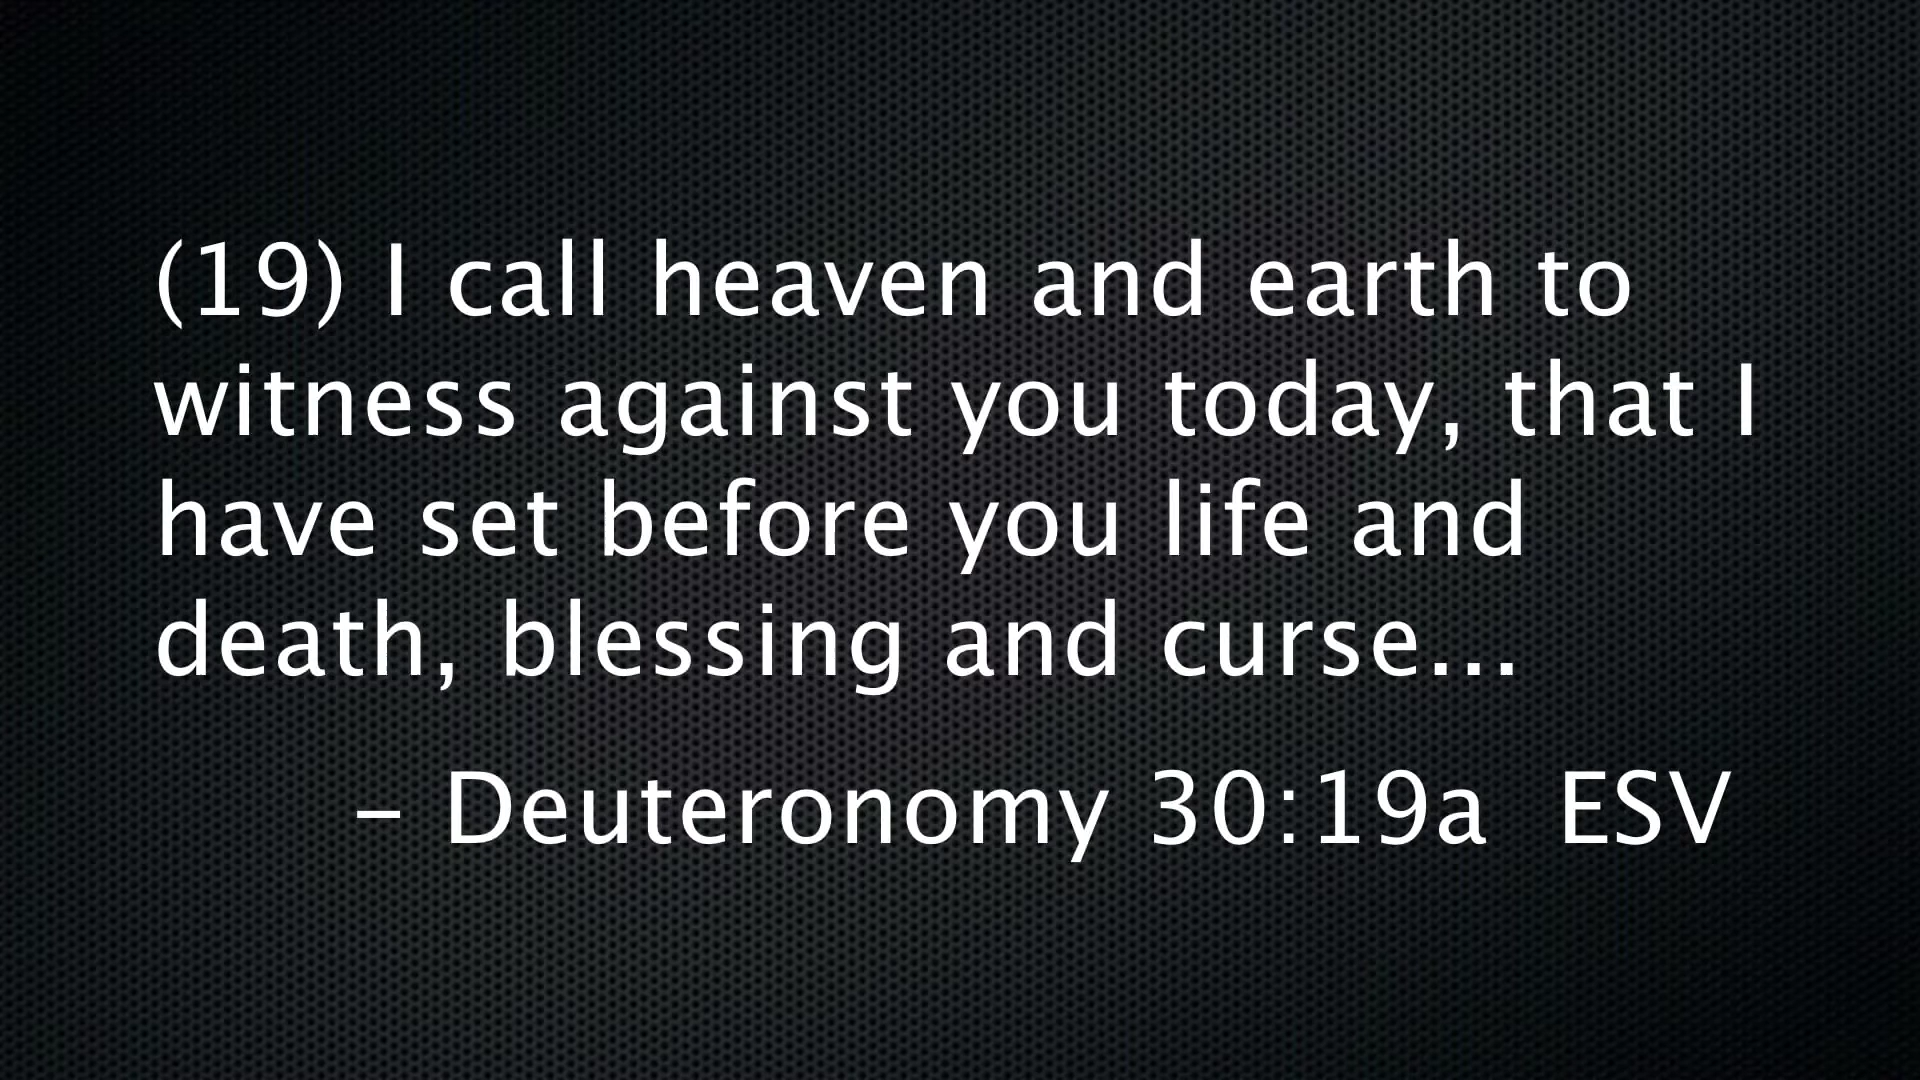 (19) I call heaven and earth to
witness against you today, that I
have set before you life and
death, blessing and curse...
– Deuteronomy 30:19a  ESV